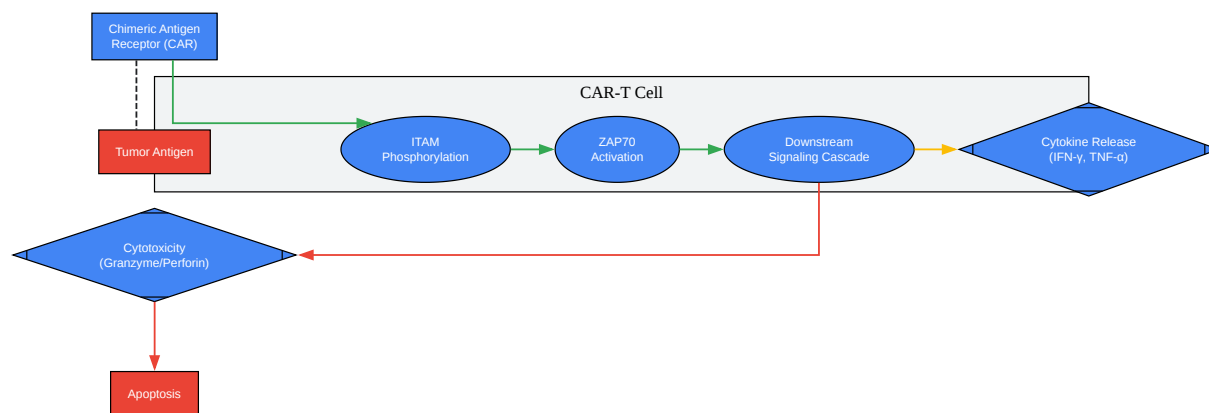 Chimeric Antigen
Receptor (CAR)
CAR-T Cell
Tumor Antigen
ITAM
Phosphorylation
ZAP70
Activation
Downstream
Signaling Cascade
Cytokine Release
(IFN-γ, TNF-α)
Cytotoxicity
(Granzyme/Perforin)
Apoptosis